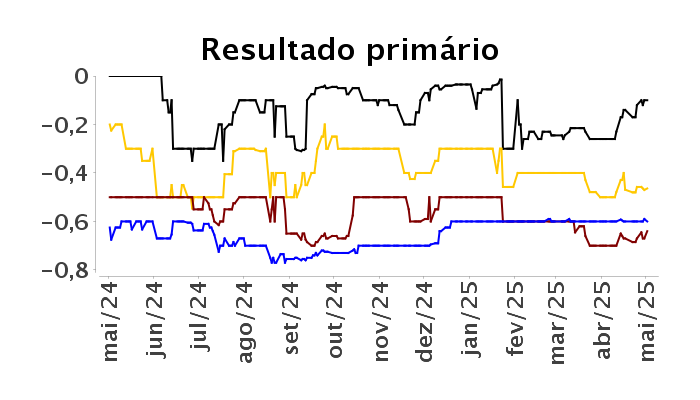 Resultado primário
0
-0,2
-0,4
-0,6
-0,8
mai/24
jun/24
jul/24
ago/24
set/24
out/24
nov/24
dez/24
jan/25
fev/25
mar/25
abr/25
mai/25